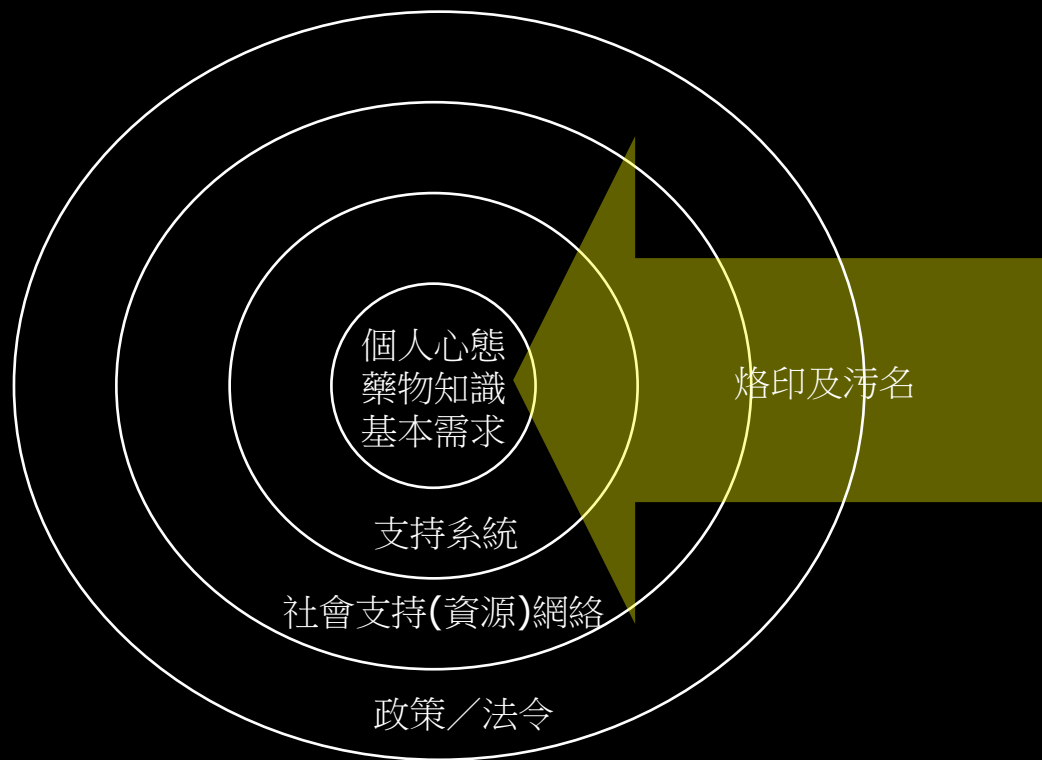 個人心態
藥物知識
基本需求
烙印及污名
支持系統
社會支持(資源)網絡
政策／法令